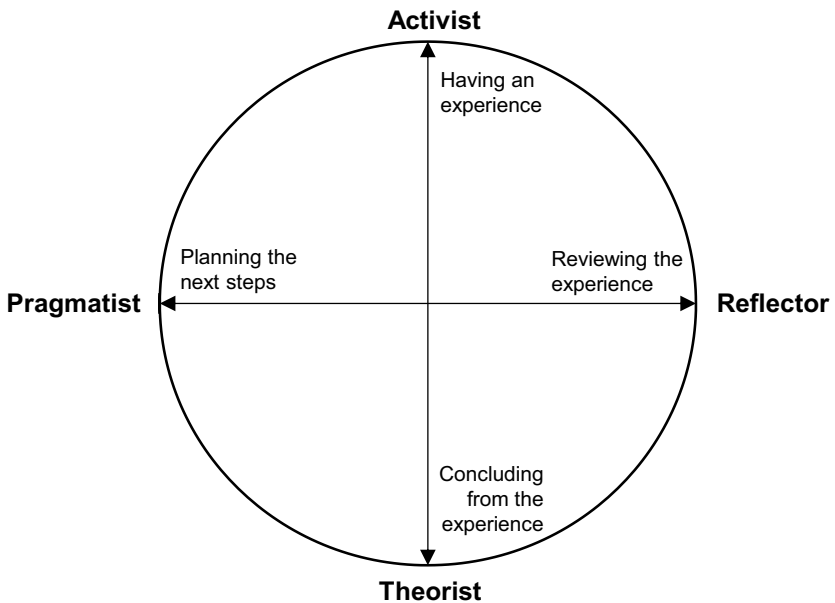 Activist
Having an
experience
Planning the
next steps
Reviewing the
experience
Pragmatist
Reflector
Concluding
from the
experience
Theorist